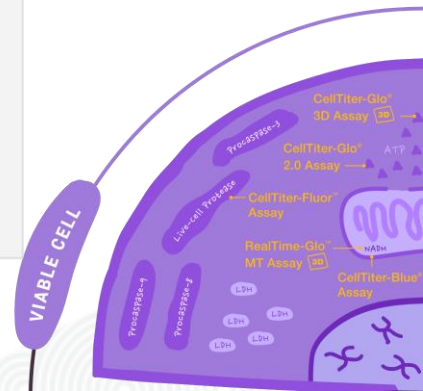 VIABLE CELL
Procaspase-3
Live-cell Protease
Procaspase-9
Procaspase-8
CellTiter-Glo®
3D Assay 3D
CellTiter-Glo®
2.0 Assay
ATP
CellTiter-Fluor™
Assay
RealTime-Glo™
MT Assay 3D
NADH
CellTiter-Blue®
Assay
LDH
LDH
LDH
LDH
LDH